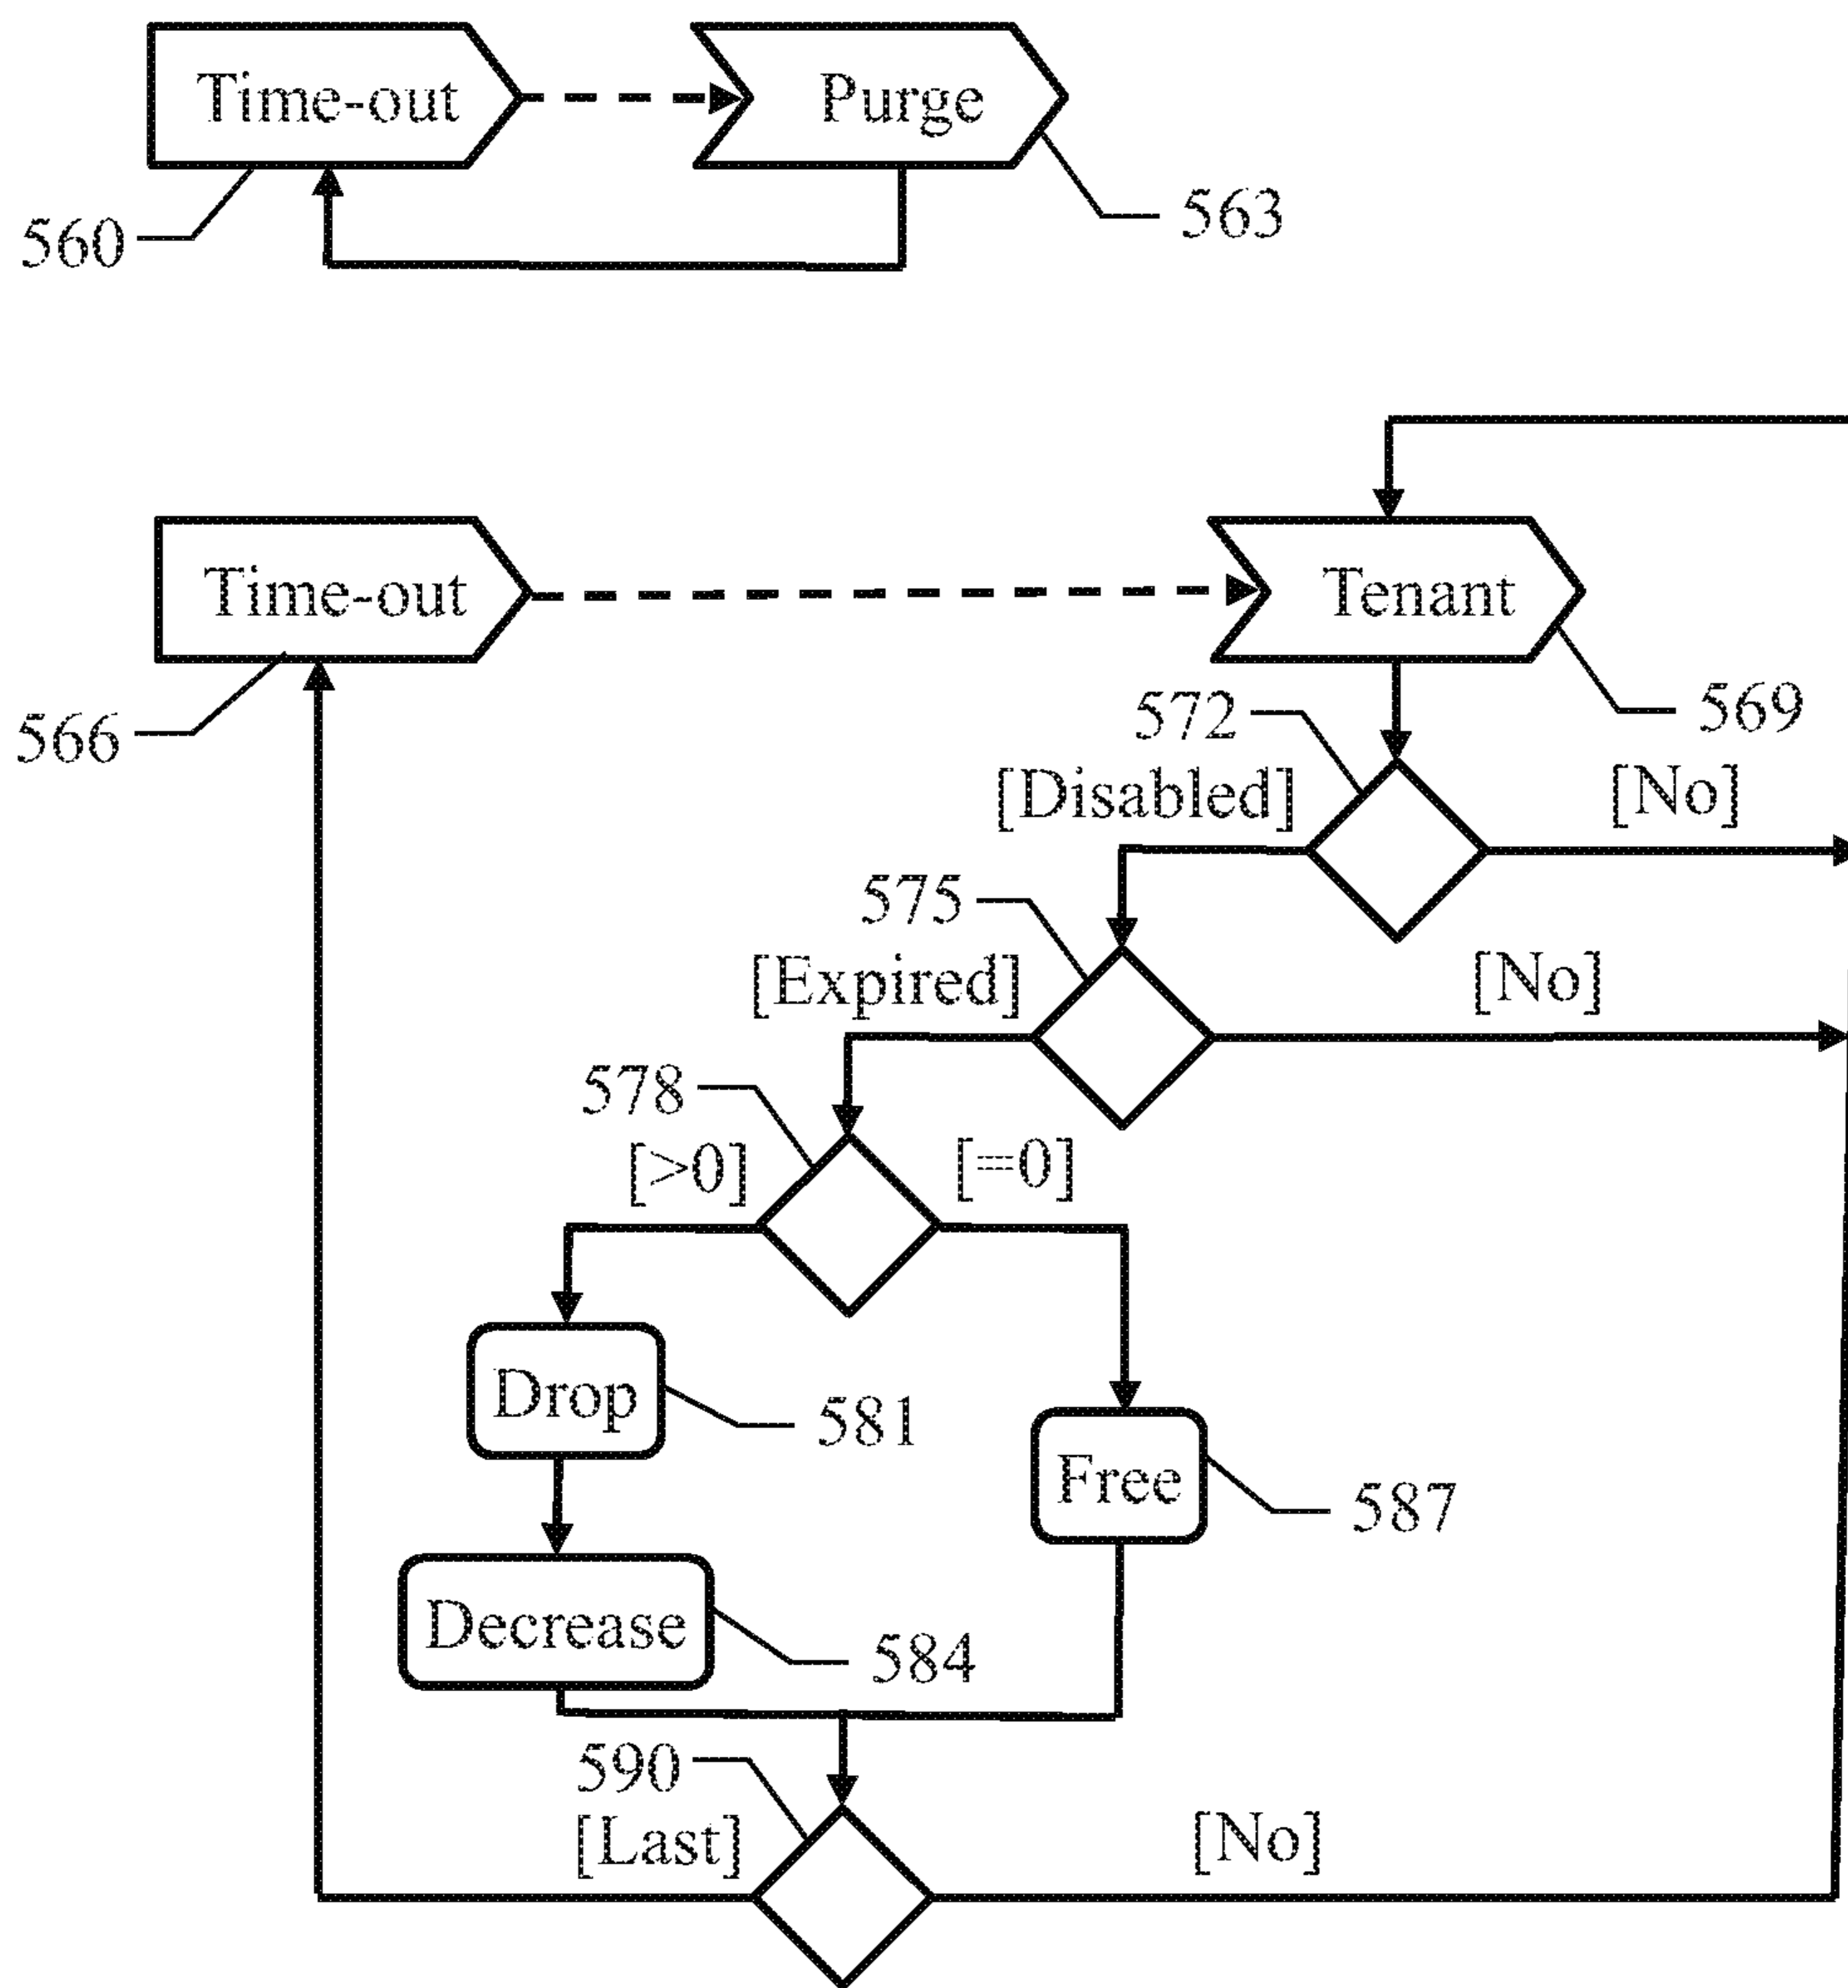 Time-out
Purge
560
563
Time-out
Tenant
566
569
572
[Disabled]
[No]
575
[Expired]
[No]
578
[>0]
[=0]
Drop
581
Free
587
Decrease
584
590
[Last]
[No]